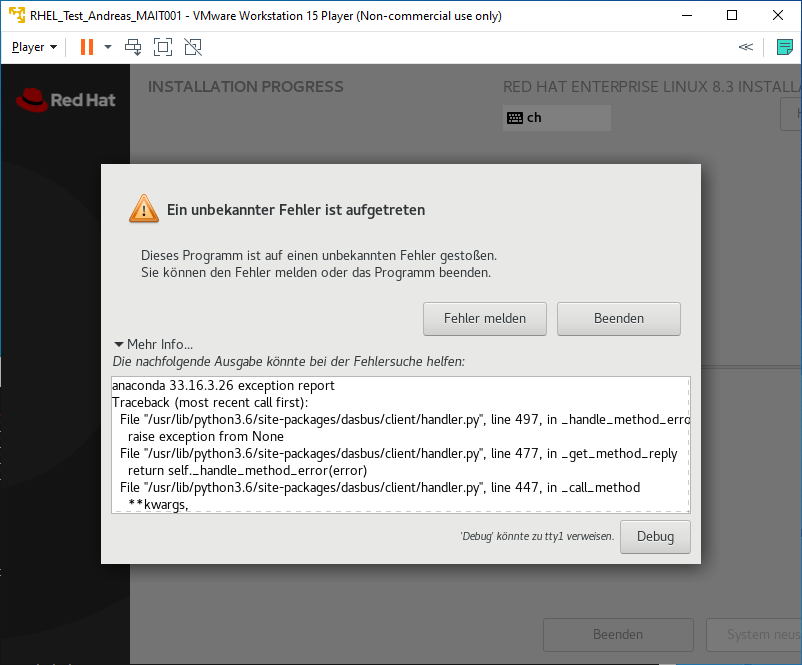 RHEL_Test_Andreas_MAIT001 - VMware Workstation 15 Player (Non-commercial use only)
Player
Red Hat
INSTALLATION PROGRESS
RED HAT ENTERPRISE LINUX 8.3 INSTALLA
ch
Ein unbekannter Fehler ist aufgetreten
Dieses Programm ist auf einen unbekannten Fehler gestoßen.
Sie können den Fehler melden oder das Programm beenden.
Fehler melden
Beenden
Mehr Info...
Die nachfolgende Ausgabe könnte bei der Fehlersuche helfen:
anaconda 33.16.3.26 exception report
Traceback (most recent call first):
File "/usr/lib/python3.6/site-packages/dasbus/client/handler.py", line 497, in _handle_method_erro
raise exception from None
File "/usr/lib/python3.6/site-packages/dasbus/client/handler.py", line 477, in _get_method_reply
return self._handle_method_error(error)
File "/usr/lib/python3.6/site-packages/dasbus/client/handler.py", line 447, in _call_method
**kwargs,
'Debug' könnte zu tty1 verweisen.
Debug
Beenden
System neus